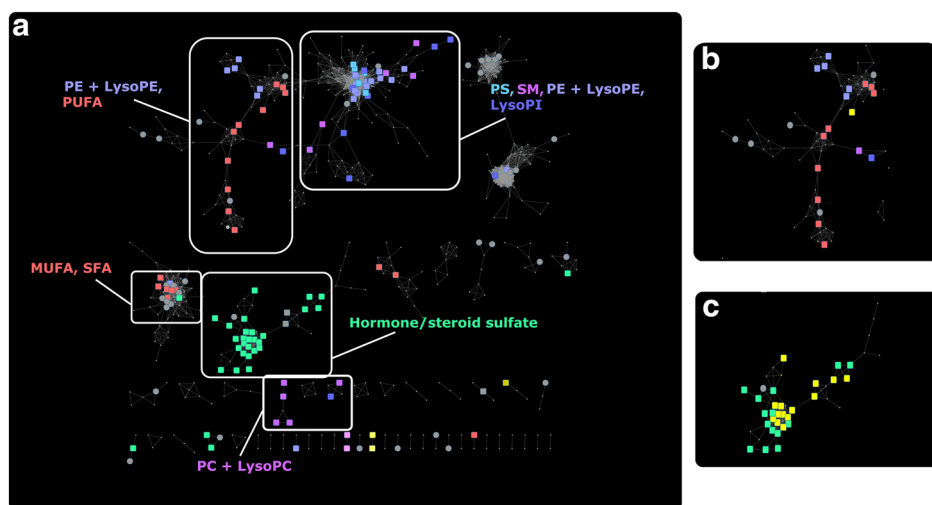 a
PE + LysoPE,
PUFA
PS, SM, PE + LysoPE,
LysoPI
MUFA, SFA
Hormone/steroid sulfate
PC + LysoPC
b
c